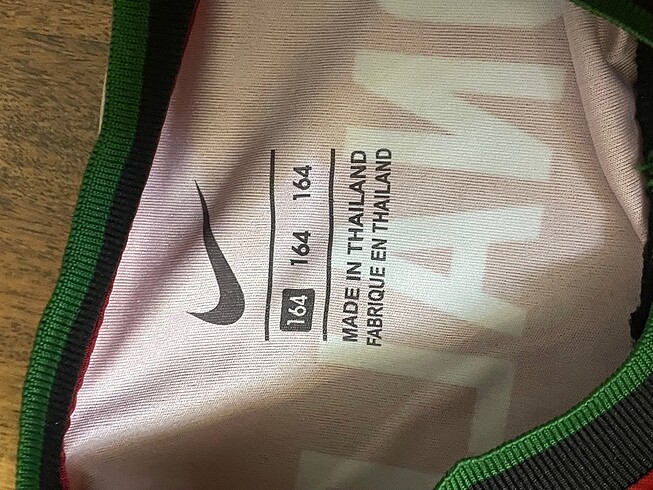 164 164 164
MADE IN THAILAND
FABRIQUE EN THAILAND